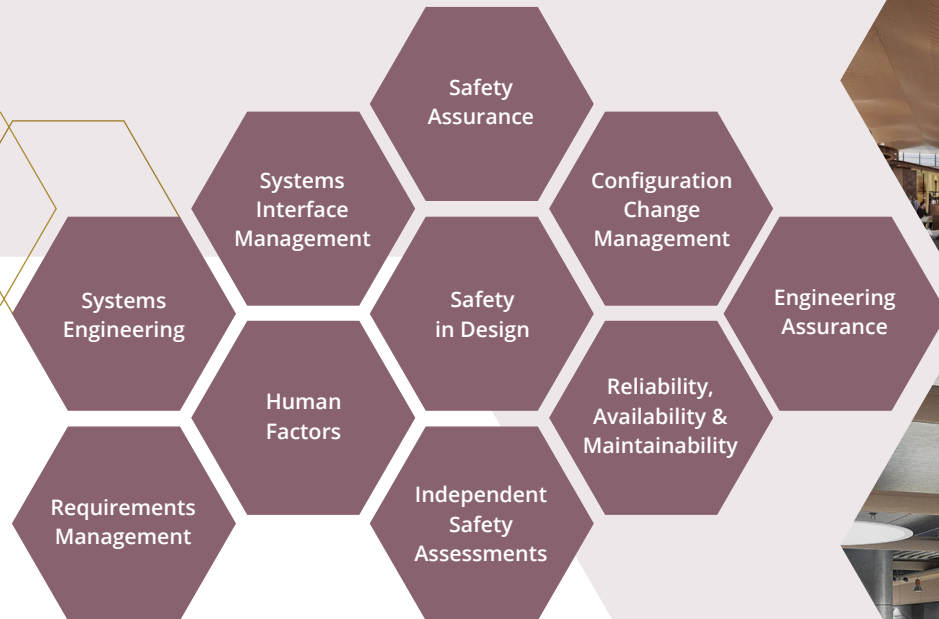 Safety
Assurance
Systems
Interface
Management
Configuration
Change
Management
Systems
Engineering
Safety
in Design
Engineering
Assurance
Human
Factors
Reliability,
Availability &
Maintainability
Requirements
Management
Independent
Safety
Assessments